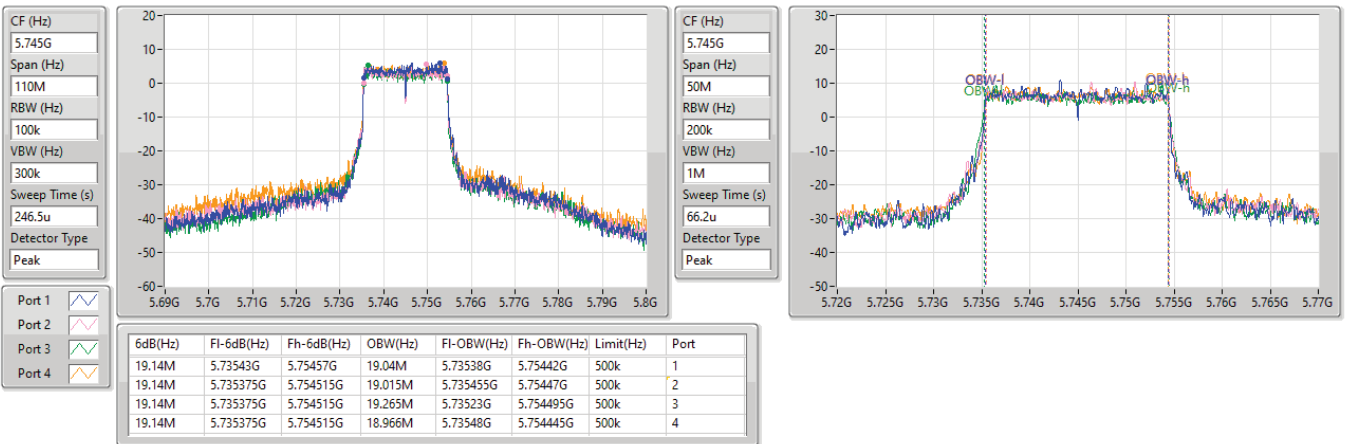 CF (Hz)
5.745G
Span (Hz)
110M
RBW (Hz)
100k
VBW (Hz)
300k
Sweep Time (s)
246.5u
Detector Type
Peak
20
10
0
-10
-20
-30
-40
-50
-60
5.69G 5.7G 5.71G 5.72G 5.73G 5.74G 5.75G 5.76G 5.77G 5.78G 5.79G 5.8G
CF (Hz)
5.745G
Span (Hz)
50M
RBW (Hz)
200k
VBW (Hz)
1M
Sweep Time (s)
66.2u
Detector Type
Peak
30
20
10
0
-10
-20
-30
-40
-50
OBW-l
OBW-h
5.72G 5.725G 5.73G 5.735G 5.74G 5.745G 5.75G 5.755G 5.76G 5.765G 5.77G
Port 1
Port 2
Port 3
Port 4
6dB(Hz) Fl-6dB(Hz) Fh-6dB(Hz) OBW(Hz) Fl-OBW(Hz) Fh-OBW(Hz) Limit(Hz) Port
19.14M 5.73543G 5.75457G 19.04M 5.73538G 5.75442G 500k 1
19.14M 5.735375G 5.754515G 19.015M 5.735455G 5.75447G 500k 2
19.14M 5.735375G 5.754515G 19.265M 5.73523G 5.754495G 500k 3
19.14M 5.735375G 5.754515G 18.966M 5.73548G 5.754445G 500k 4